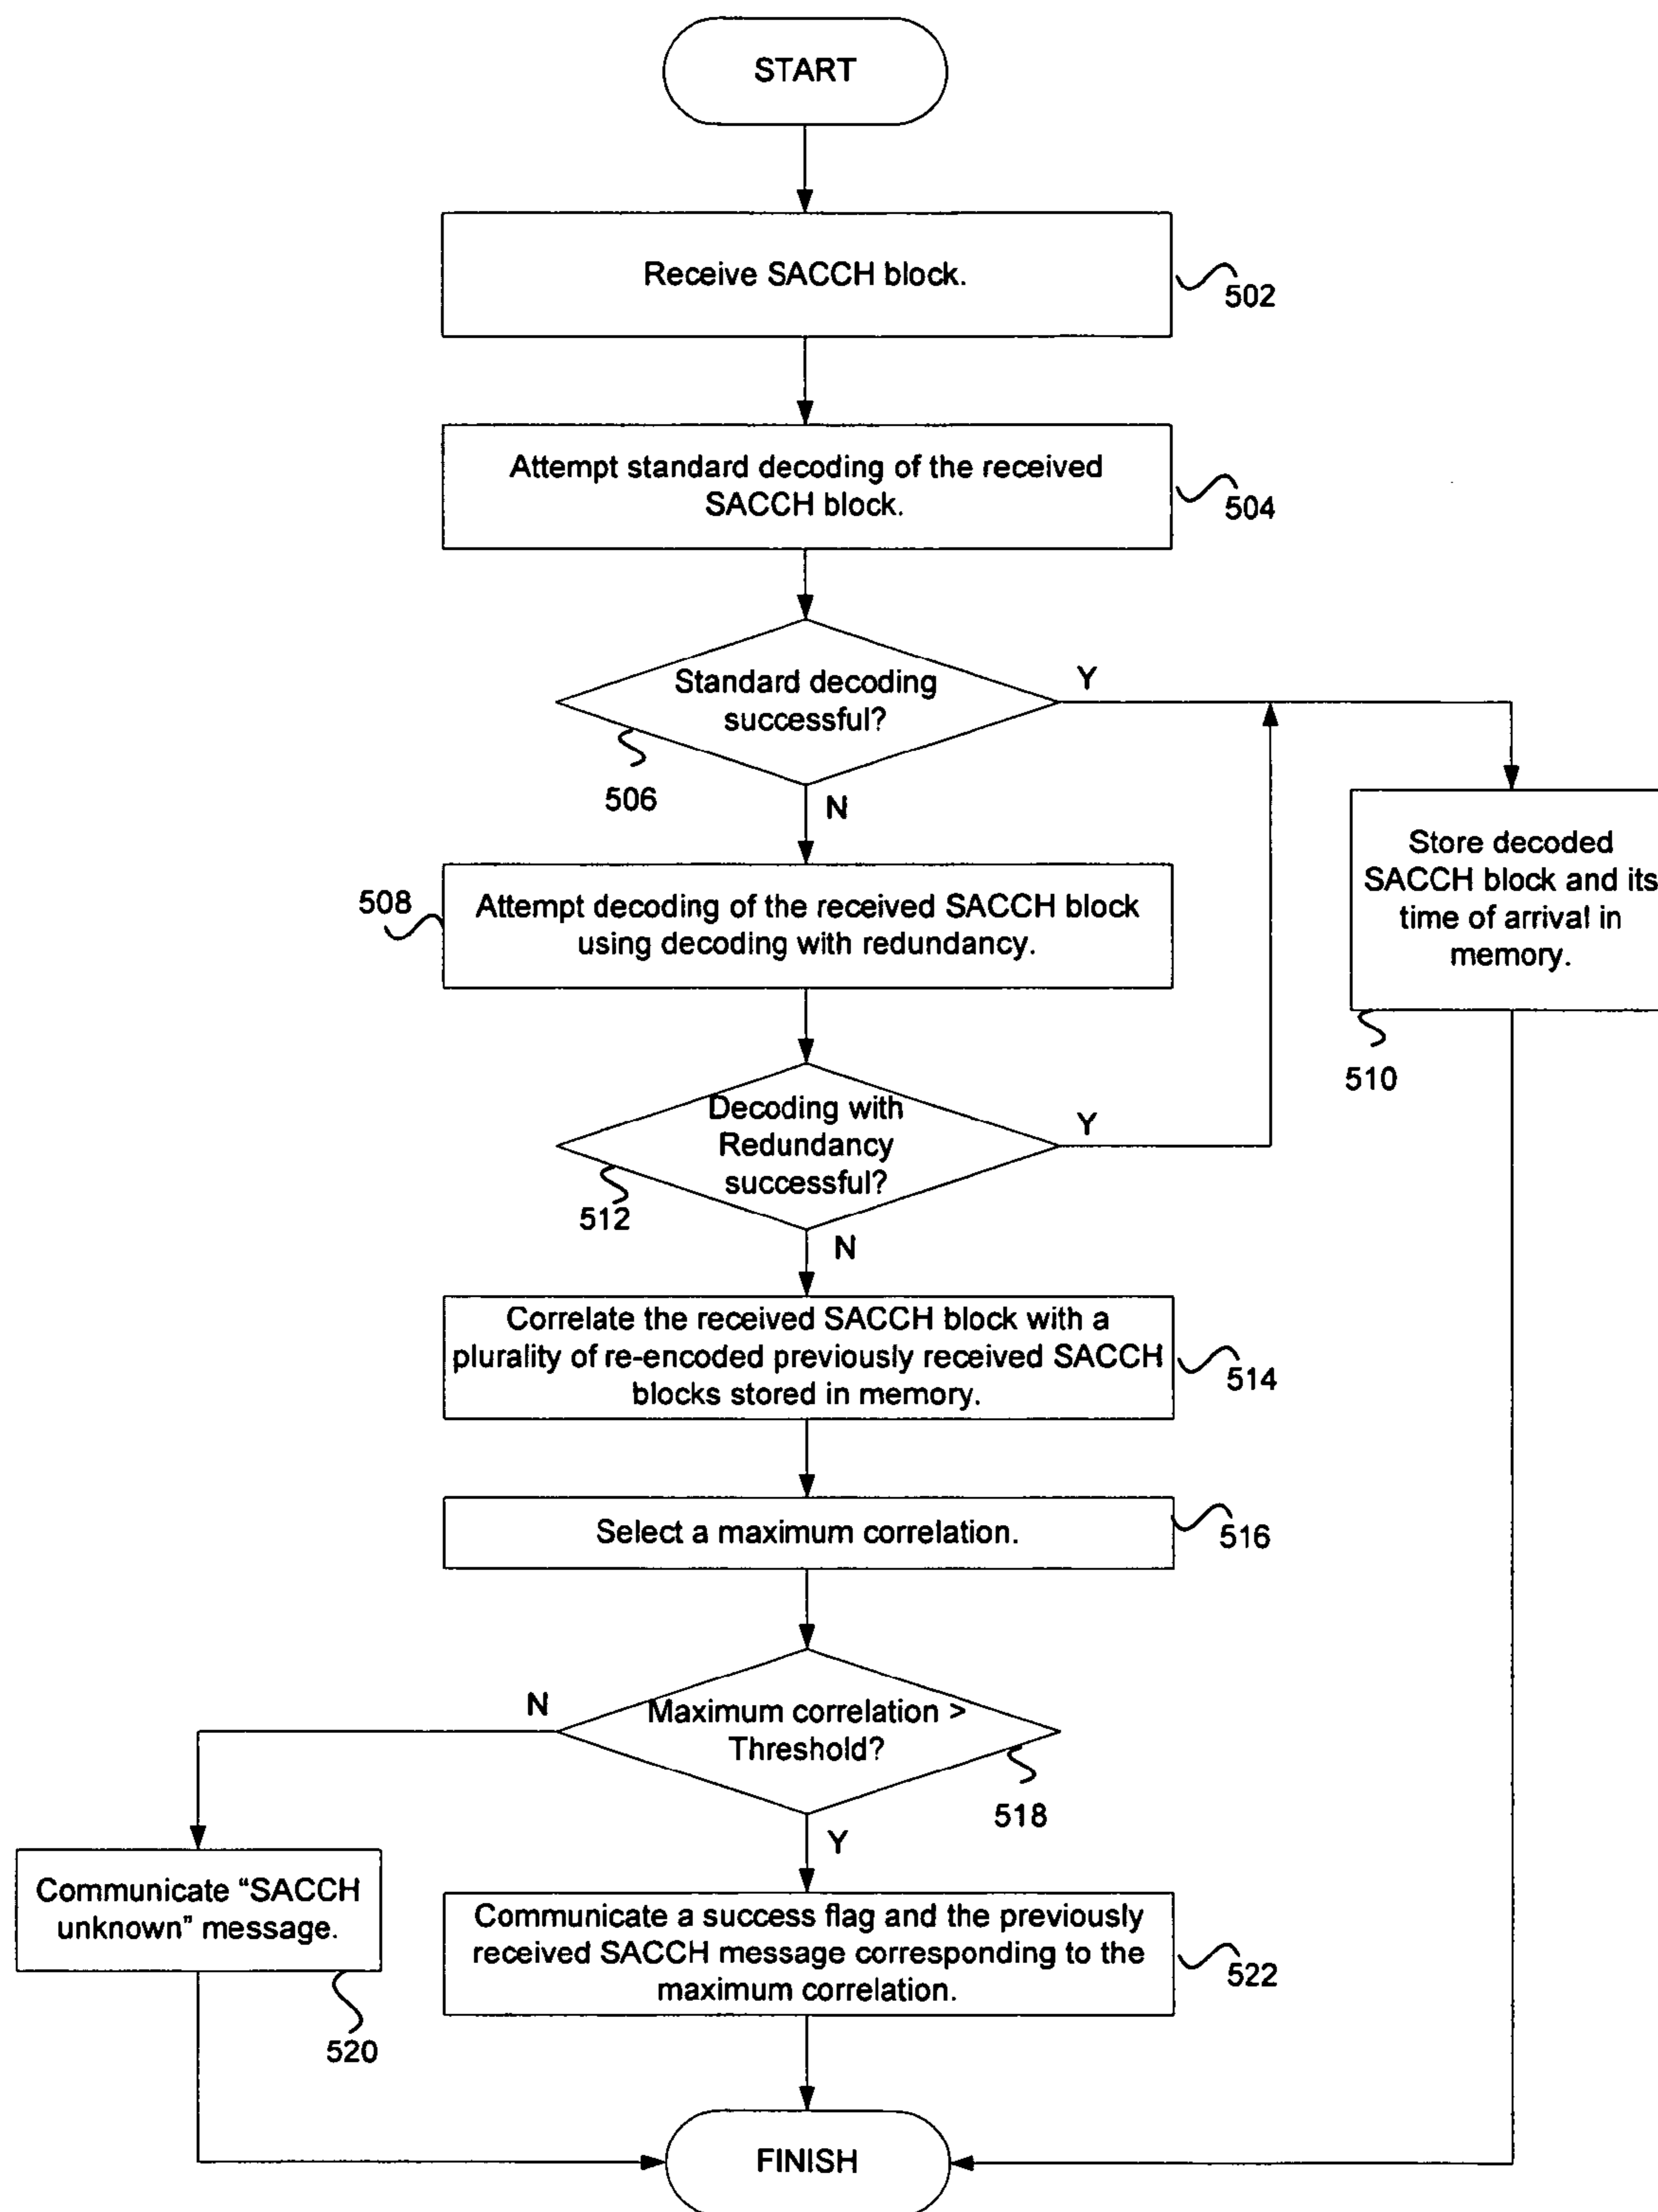 START
Receive SACCH block.
502
Attempt standard decoding of the received
SACCH block.
504
Standard decoding
successful?
Y
506
N
Store decoded
SACCH block and its
time of arrival in
memory.
510
508
Attempt decoding of the received SACCH block
using decoding with redundancy.
Decoding with
Redundancy
successful?
Y
512
N
Correlate the received SACCH block with a
plurality of re-encoded previously received SACCH
blocks stored in memory.
514
Select a maximum correlation.
516
N
Maximum correlation >
Threshold?
518
Y
Communicate “SACCH
unknown” message.
520
Communicate a success flag and the previously
received SACCH message corresponding to the
maximum correlation.
522
FINISH